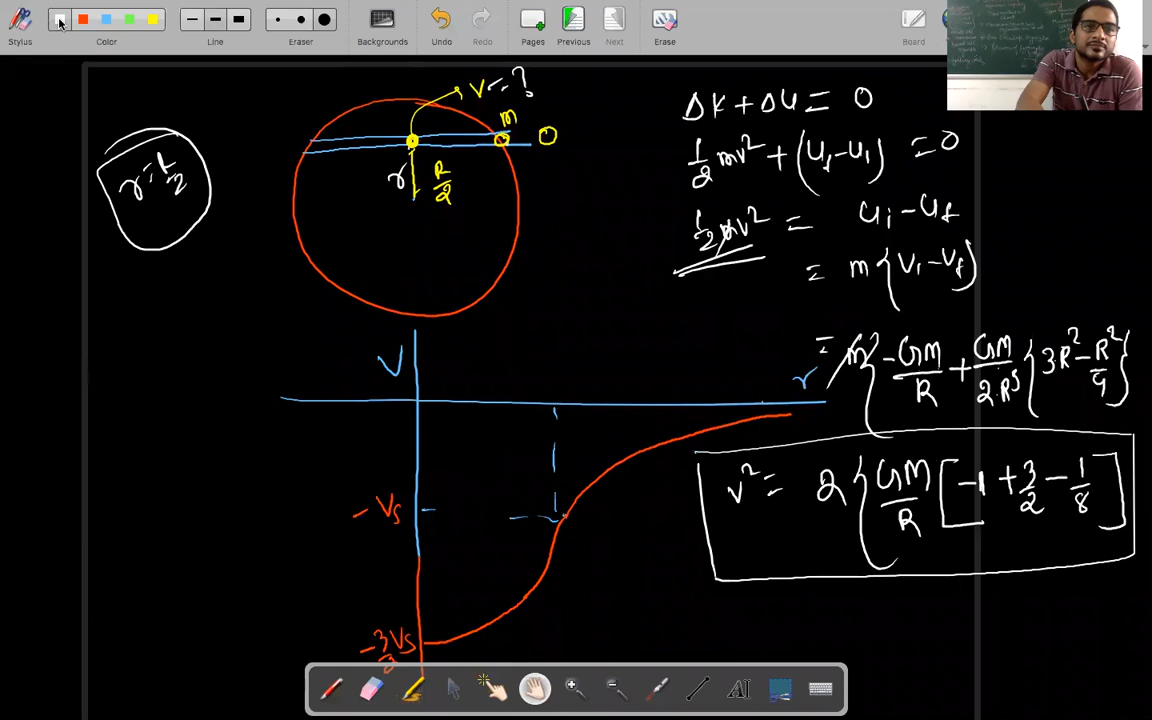 Stylus
Color
Line
Eraser
Backgrounds
Undo
Redo
Pages
Previous
Next
Erase
Board
V = ?
m
O
r
R/2
r = R/2
V
r
- Vs
- 3/2 Vs
ΔK + ΔU = 0
1/2 mv² + (Uf - Ui) = 0
1/2 mv² = Ui - Uf
= m { Vi - Vf }
= m { -GM/R + GM/2R³ { 3R² - R²/4 }
v² = 2 { GM/R [ -1 + 3/2 - 1/8 ]